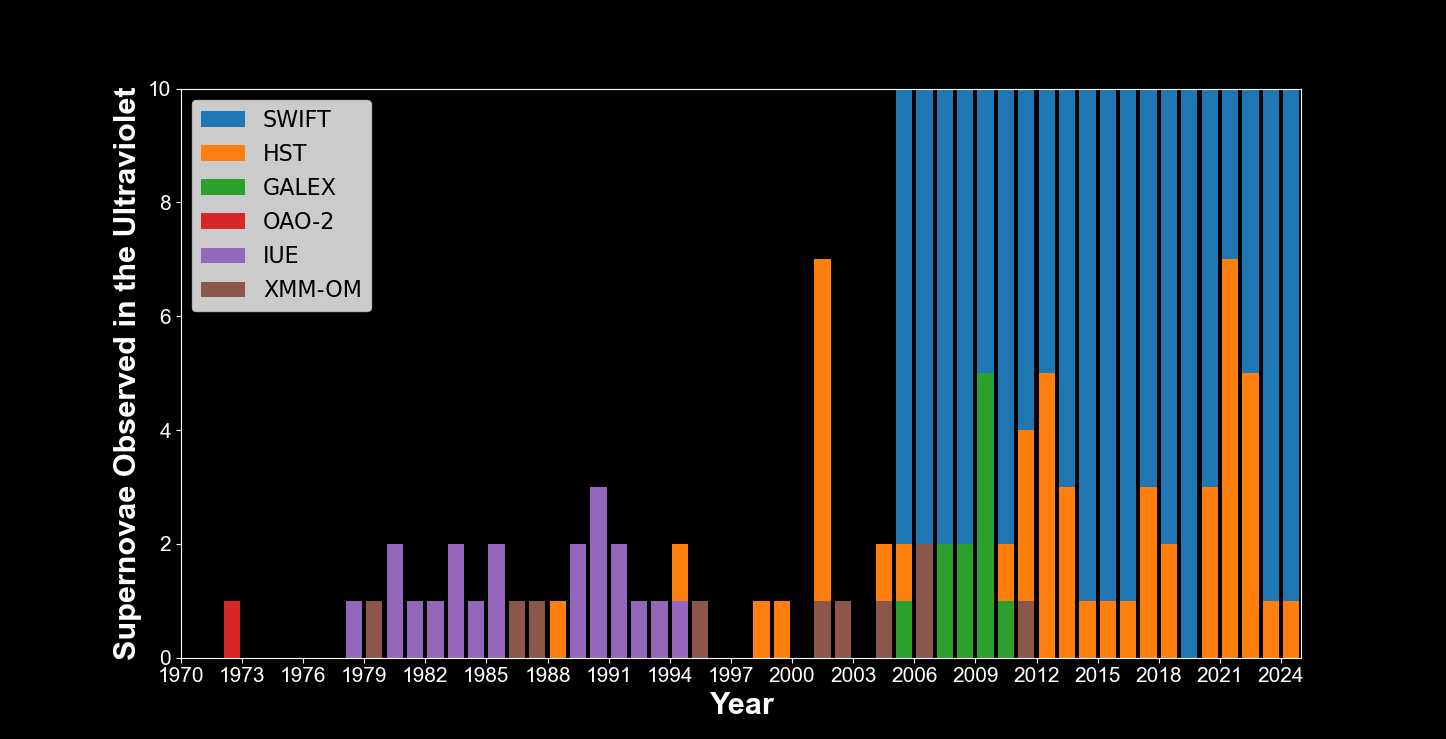 Supernovae Observed in the Ultraviolet
10
8
6
4
2
0
SWIFT
HST
GALEX
OAO-2
IUE
XMM-OM
1970 1973 1976 1979 1982 1985 1988 1991 1994 1997 2000 2003 2006 2009 2012 2015 2018 2021 2024
Year